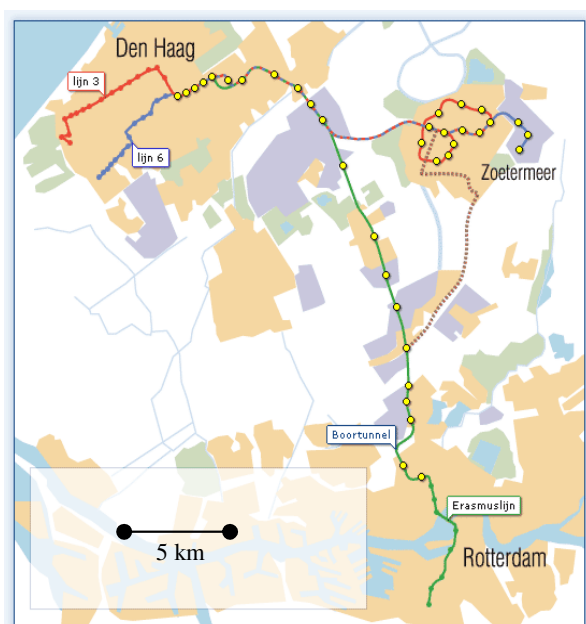 Den Haag
lijn 3
lijn 6
Zoetermeer
Boortunnel
Erasmuslijn
5 km
Rotterdam